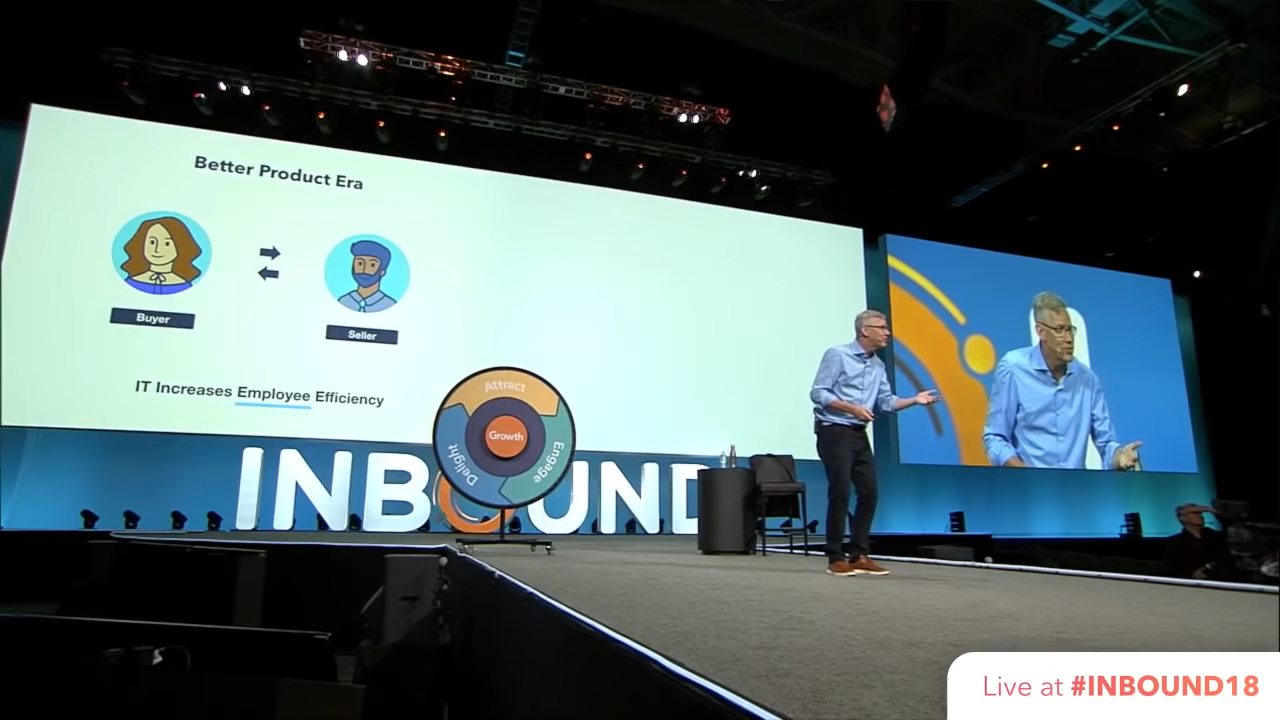 Better Product Era
Buyer
Seller
IT Increases Employee Efficiency
Attract
Growth
Engage
Delight
INBOUND
Live at #INBOUND18